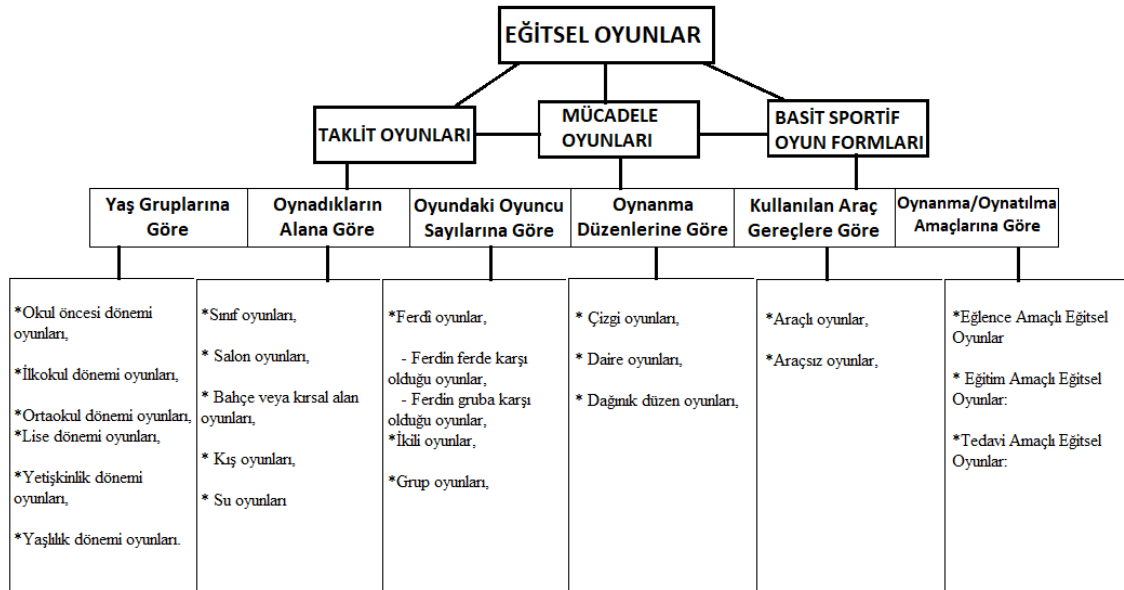 EĞİTSEL OYUNLAR
TAKLİT OYUNLARI
MÜCADELE
OYUNLARI
BASİT SPORTİF
OYUN FORMLARI
Yaş Gruplarına
Göre
Oynadıkların
Alana Göre
Oyundaki Oyuncu
Sayılarına Göre
Oynanma
Düzenlerine Göre
Kullanılan Araç
Gereçlere Göre
Oynanma/Oynatılma
Amaçlarına Göre
*Okul öncesi dönemi
oyunları,
*İlkokul dönemi oyunları,
*Ortaokul dönemi oyunları,
*Lise dönemi oyunları,
*Yetişkinlik dönemi
oyunları,
*Yaşlılık dönemi oyunları.
*Sınıf oyunları,
* Salon oyunları,
* Bahçe veya kırsal alan
oyunları,
* Kış oyunları,
* Su oyunları
*Ferdî oyunlar,
- Ferdin ferde karşı
olduğu oyunlar,
- Ferdin gruba karşı
olduğu oyunlar,
*İkili oyunlar,
*Grup oyunları,
* Çizgi oyunları,
* Daire oyunları,
* Dağınık düzen oyunları,
*Araçlı oyunlar,
*Araçsız oyunlar,
*Eğlence Amaçlı Eğitsel
Oyunlar
* Eğitim Amaçlı Eğitsel
Oyunlar:
*Tedavi Amaçlı Eğitsel
Oyunlar: